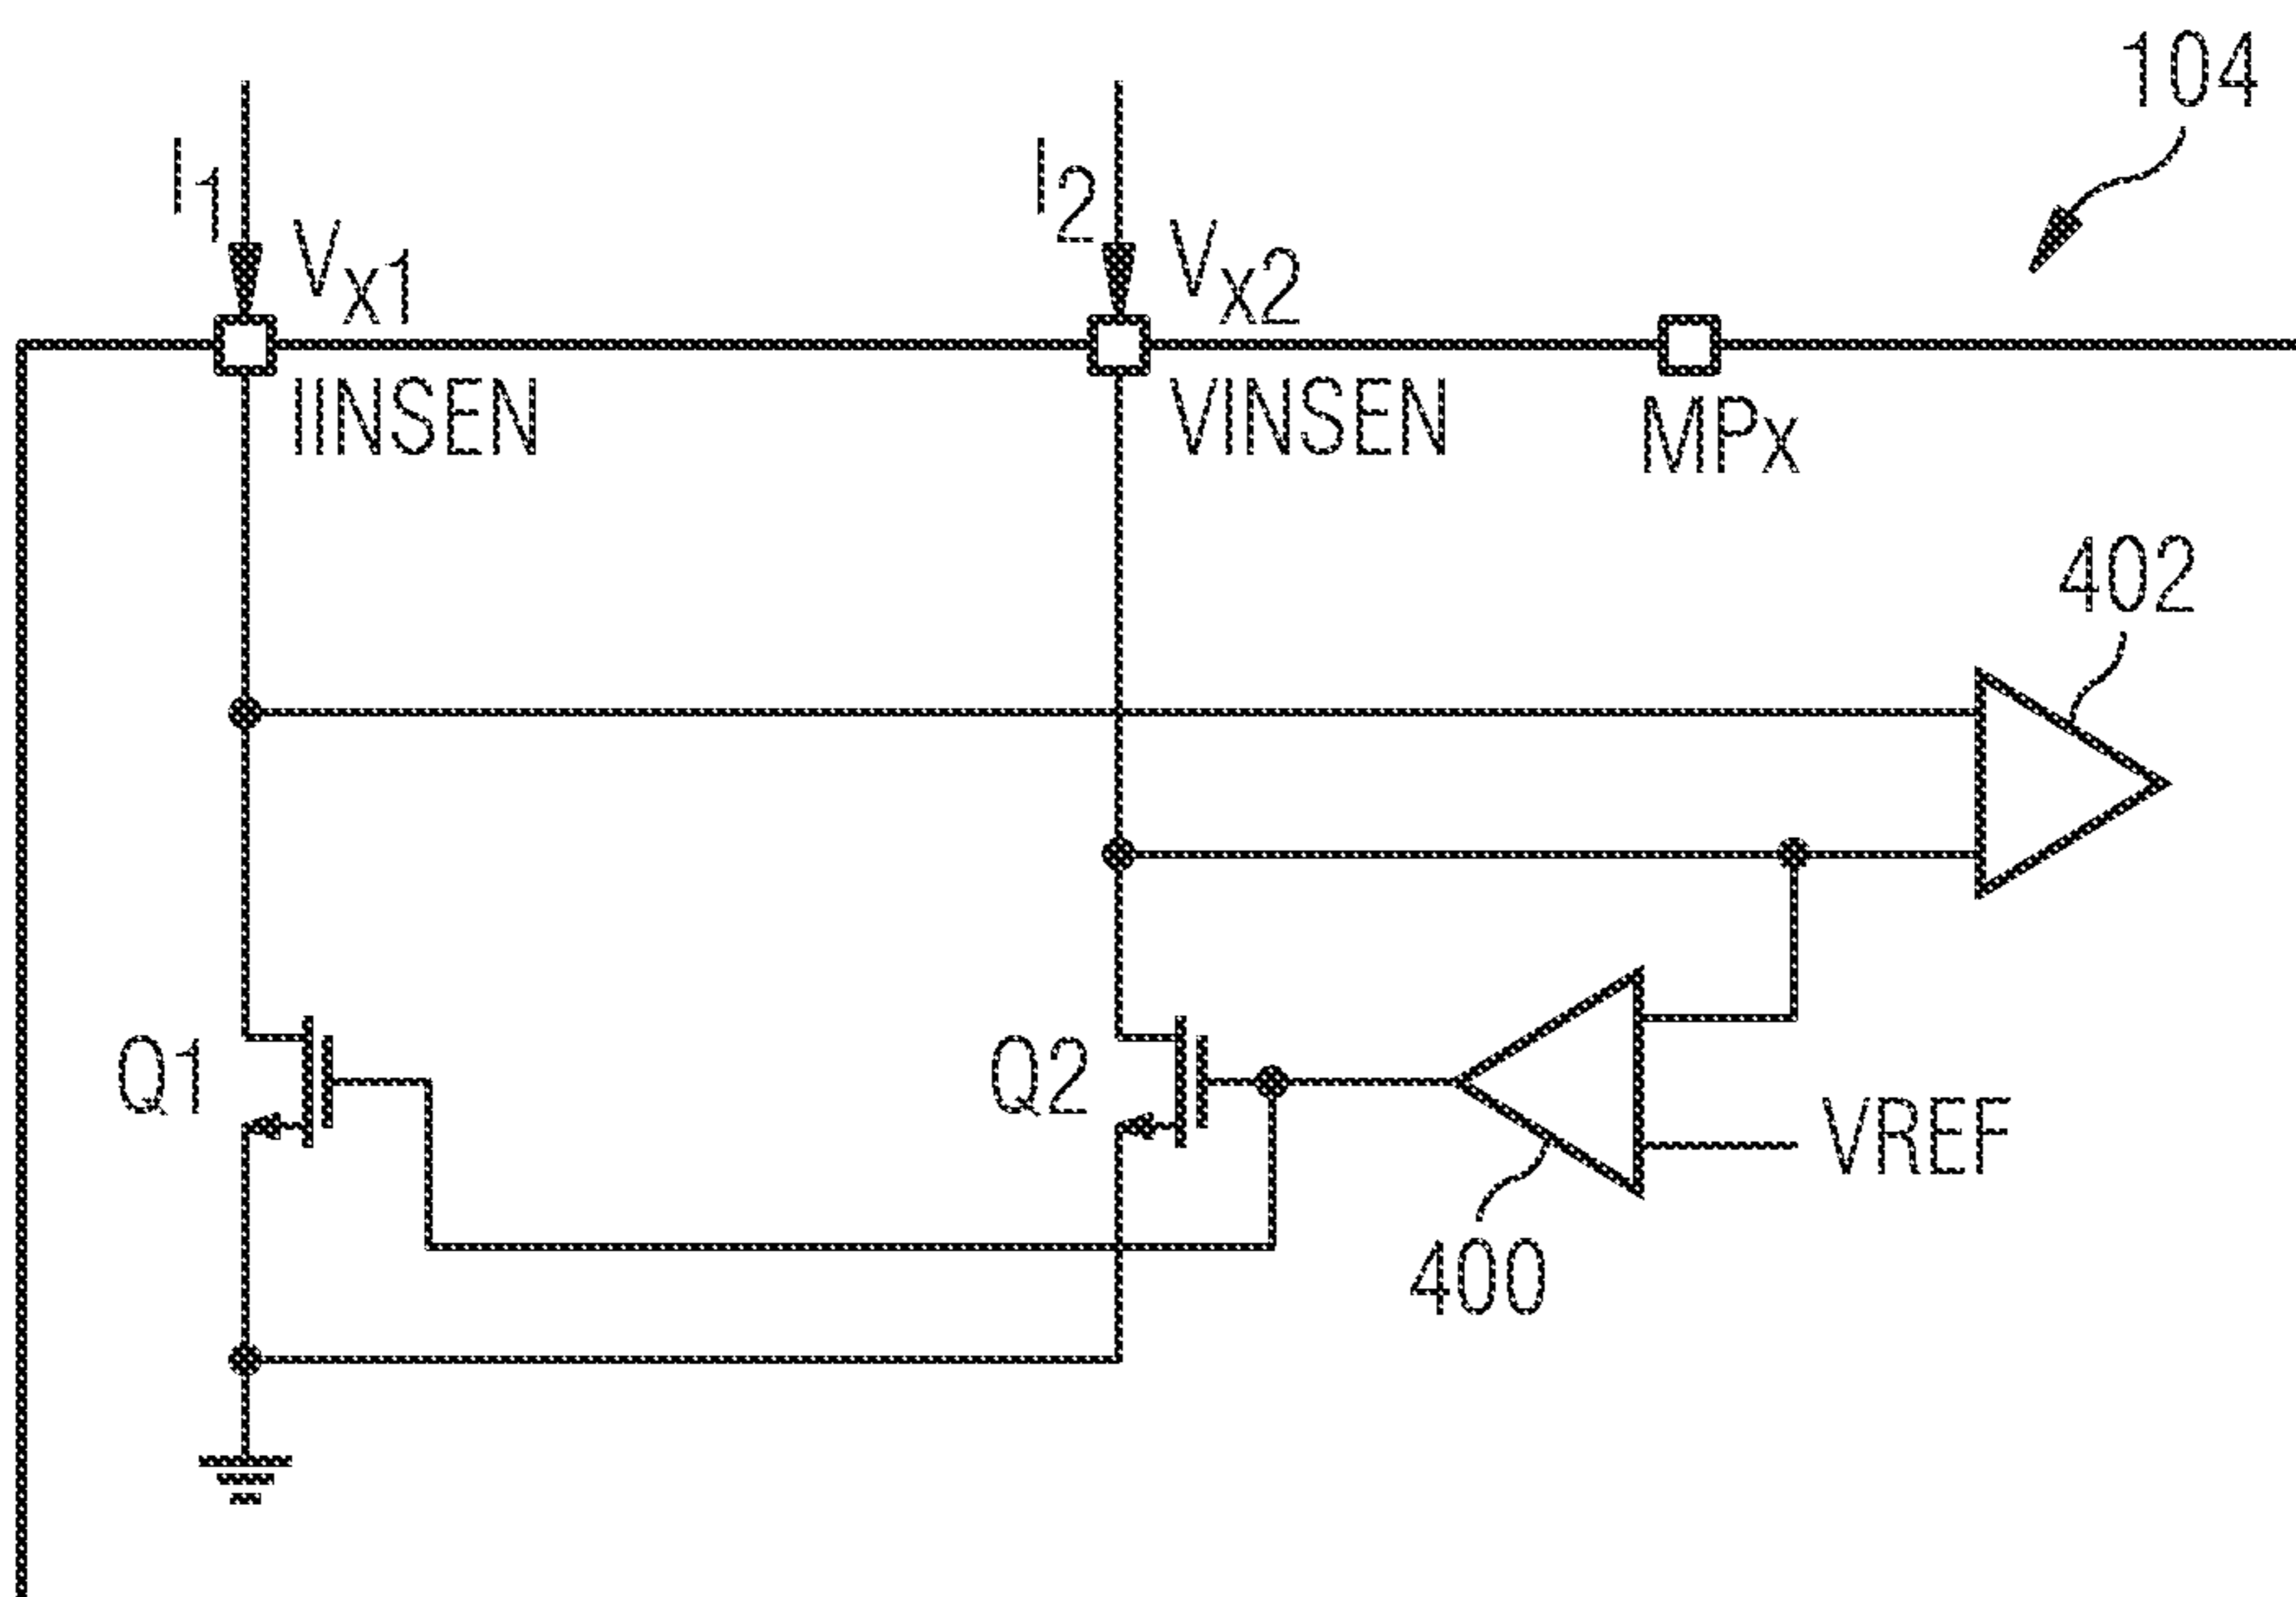 104
I1
Vx1
I2
Vx2
IINSEN
VINSEN
MPx
402
Q1
Q2
VREF
400